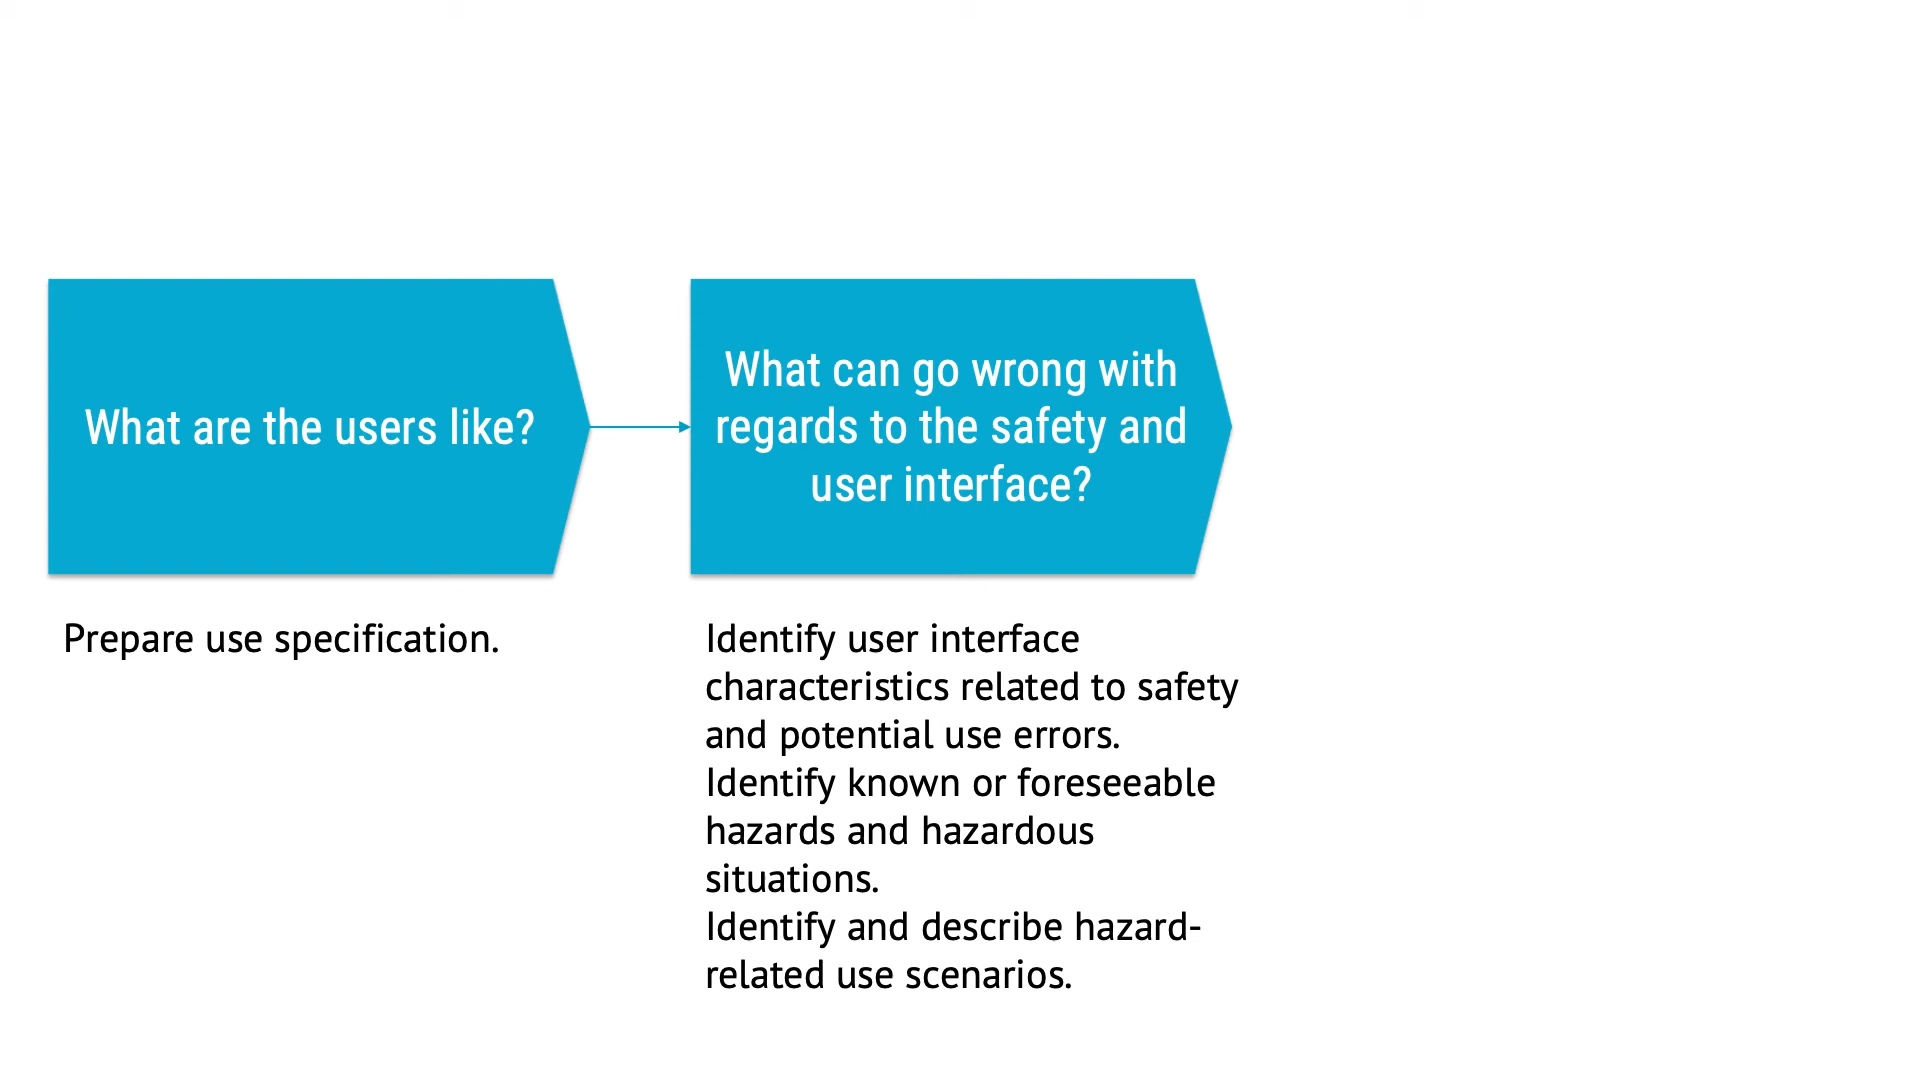 What are the users like?
What can go wrong with
regards to the safety and
user interface?
Prepare use specification.
Identify user interface
characteristics related to safety
and potential use errors.
Identify known or foreseeable
hazards and hazardous
situations.
Identify and describe hazard-
related use scenarios.